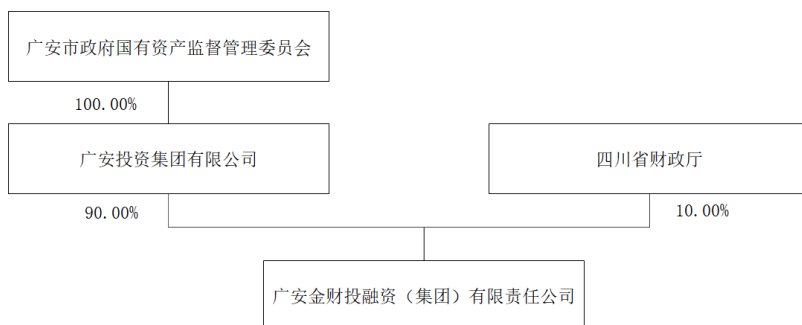 广安市政府国有资产监督管理委员会
100.00%
广安投资集团有限公司
四川省财政厅
90.00%
10.00%
广安金财投融资（集团）有限责任公司